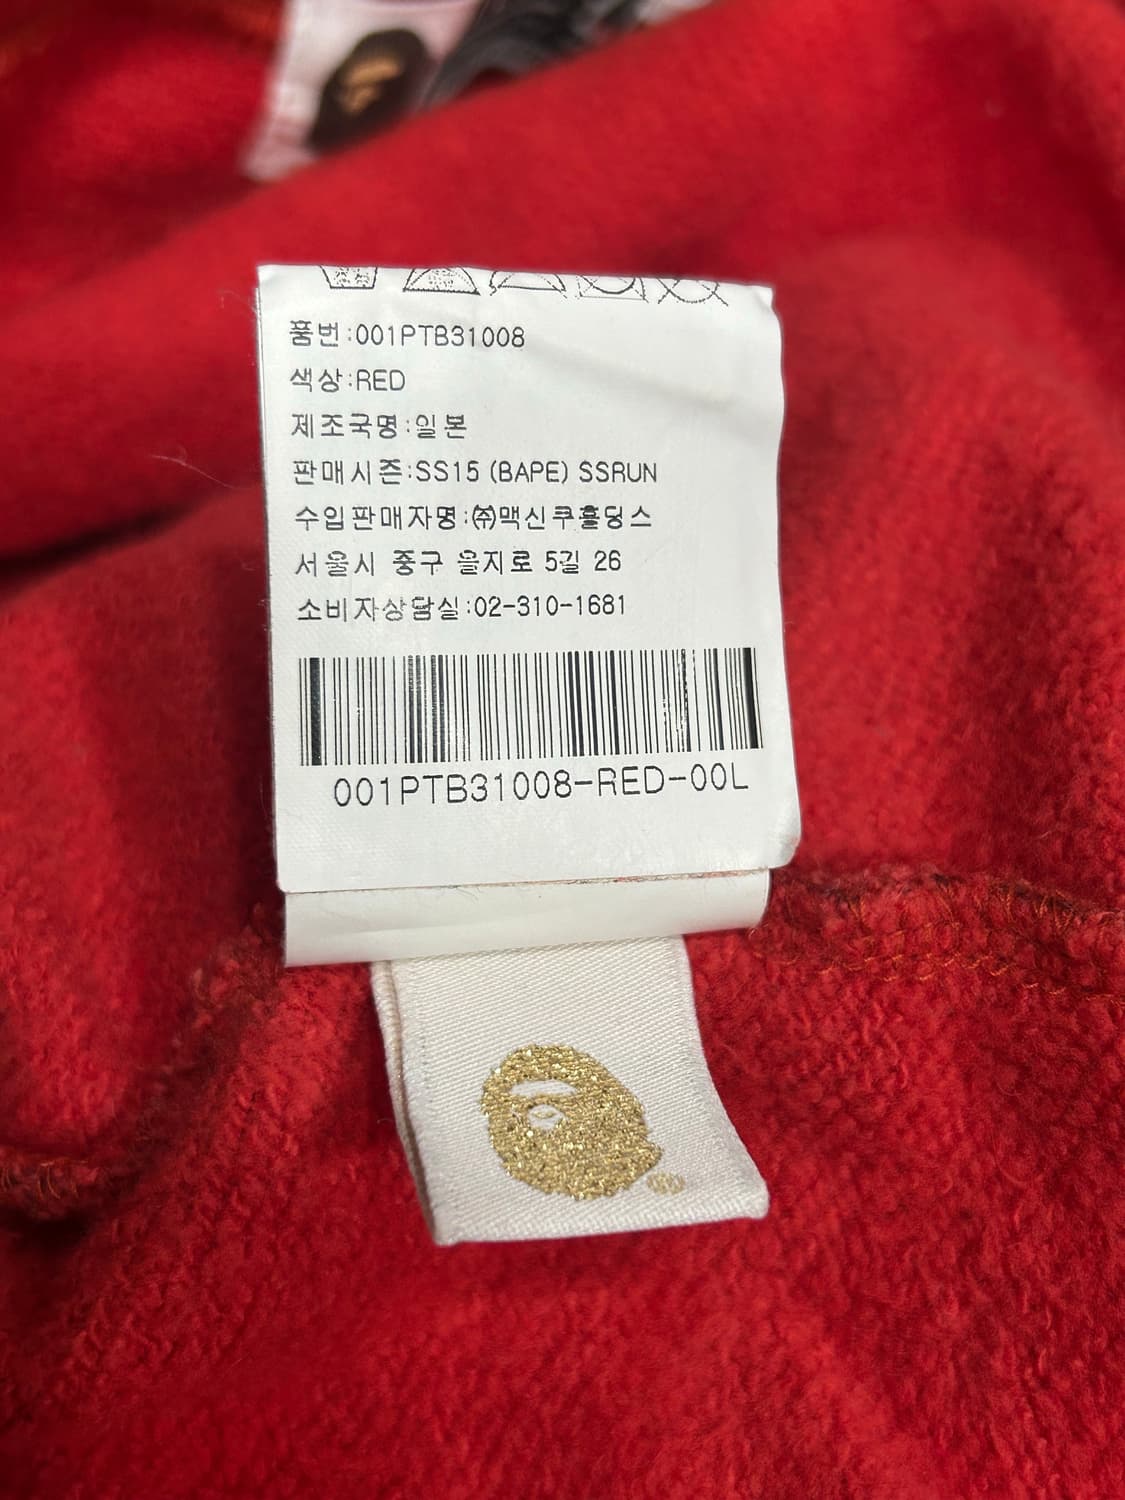 품번:001PTB31008
색상:RED
제조국명:일본
판매시즌:SS15 (BAPE) SSRUN
수입판매자명:㈜맥신쿠홀딩스
서울시 중구 을지로 5길 26
소비자상담실:02-310-1681
001PTB31008-RED-00L